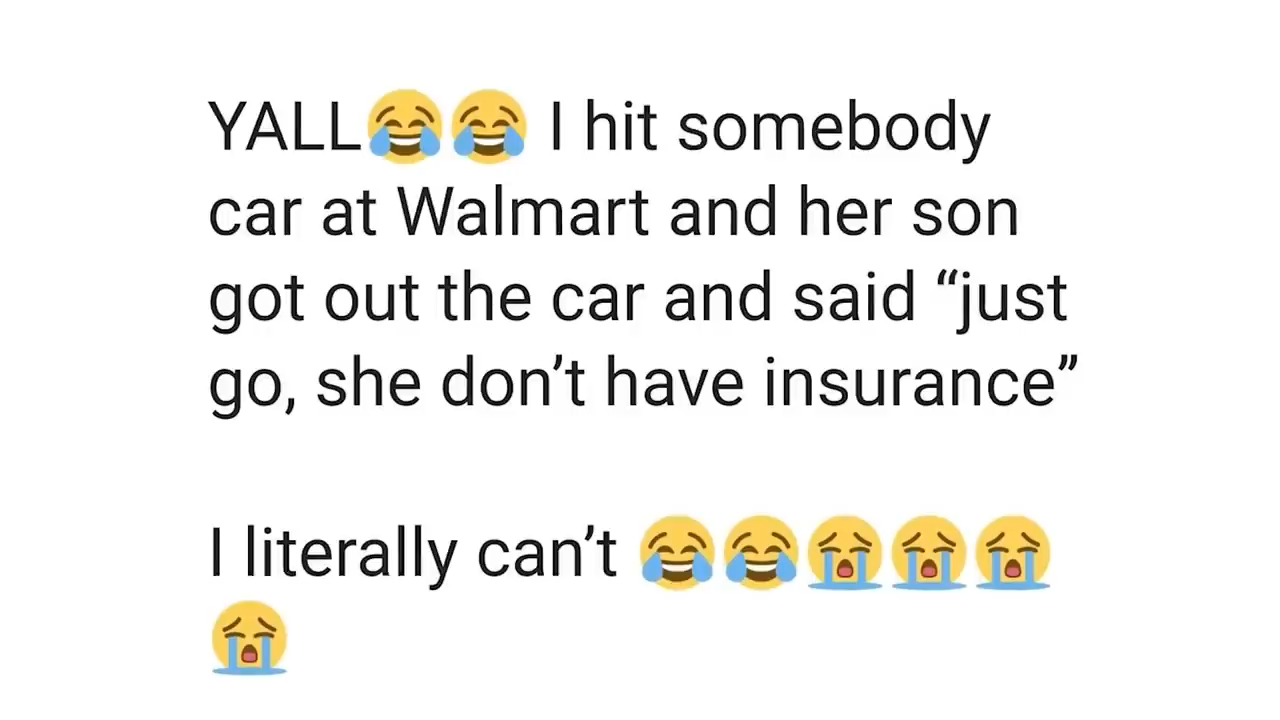 YALL😂😂 I hit somebody
car at Walmart and her son
got out the car and said “just
go, she don’t have insurance”
I literally can’t 😂😂😭😭😭
😭